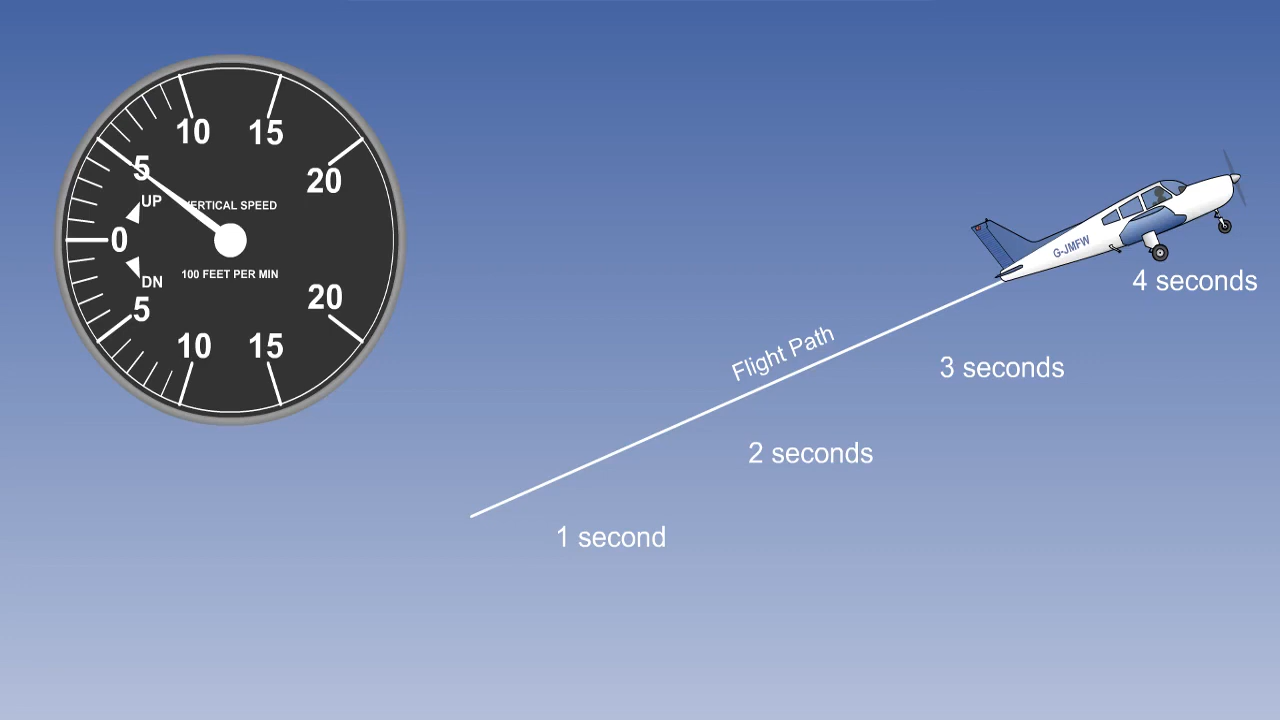 10 15
5 20
UP
VERTICAL SPEED
0
100 FEET PER MIN
DN
5 20
10 15
G-JMFW
4 seconds
Flight Path
3 seconds
2 seconds
1 second